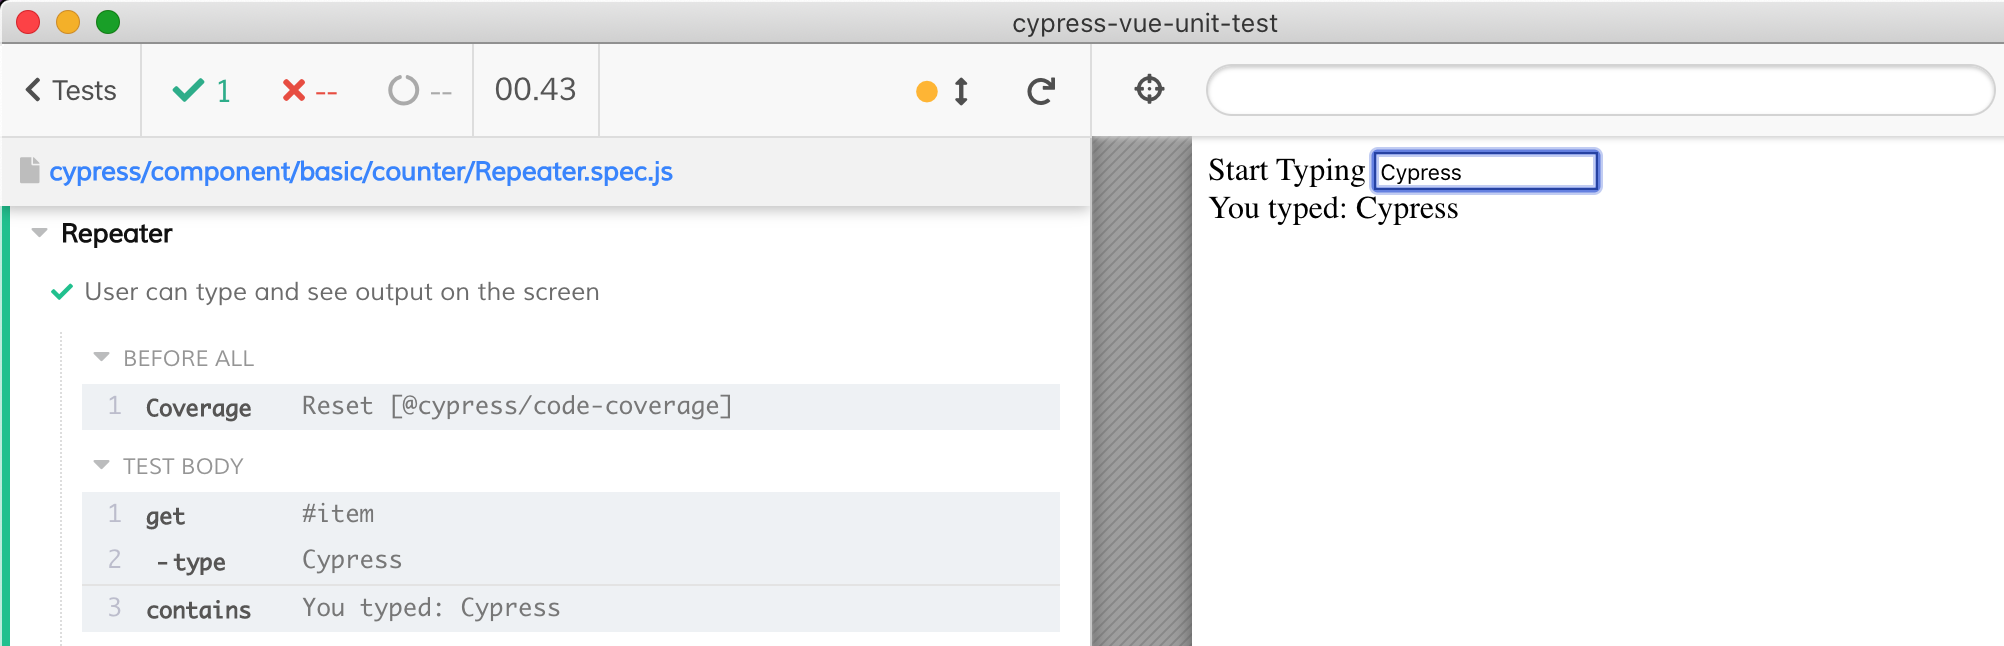 cypress-vue-unit-test
Tests 1 -- -- 00.43
cypress/component/basic/counter/Repeater.spec.js
Repeater
User can type and see output on the screen
BEFORE ALL
1 Coverage Reset [@cypress/code-coverage]
TEST BODY
1 get #item
2 -type Cypress
3 contains You typed: Cypress
Start Typing Cypress
You typed: Cypress